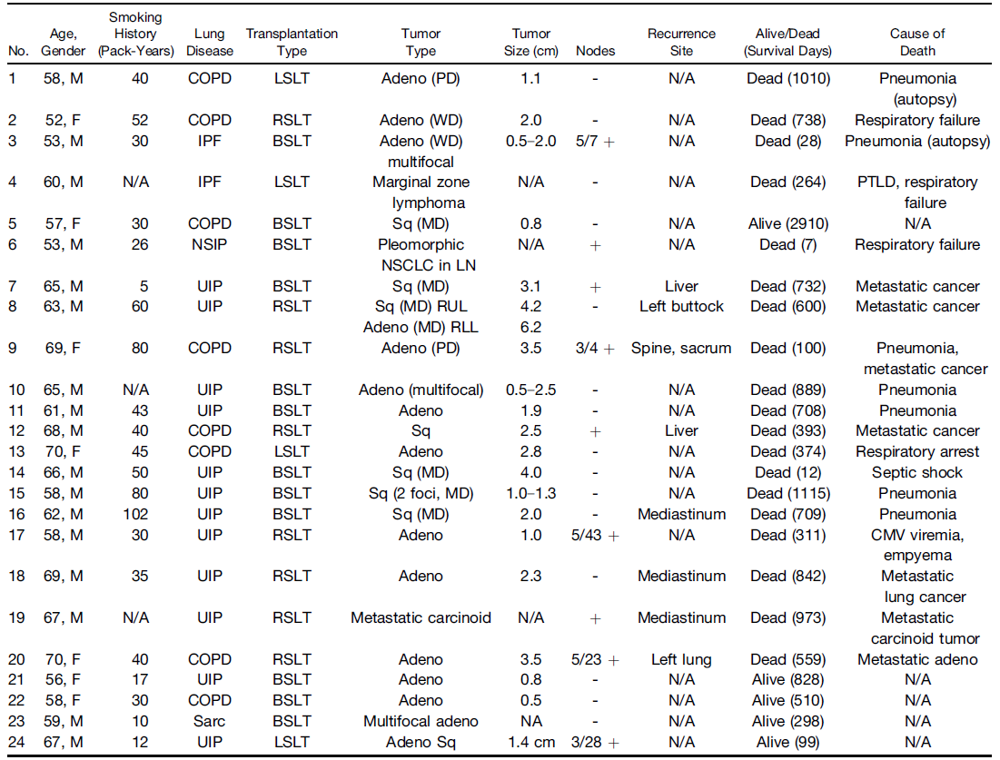 No. Age, Gender Smoking History (Pack-Years) Lung Disease Transplantation Type Tumor Type Tumor Size (cm) Nodes Recurrence Site Alive/Dead (Survival Days) Cause of Death
1 58, M 40 COPD LSLT Adeno (PD) 1.1 - N/A Dead (1010) Pneumonia (autopsy)
2 52, F 52 COPD RSLT Adeno (WD) 2.0 - N/A Dead (738) Respiratory failure
3 53, M 30 IPF BSLT Adeno (WD) multifocal 0.5–2.0 5/7 + N/A Dead (28) Pneumonia (autopsy)
4 60, M N/A IPF LSLT Marginal zone lymphoma N/A - N/A Dead (264) PTLD, respiratory failure
5 57, F 30 COPD BSLT Sq (MD) 0.8 - N/A Alive (2910) N/A
6 53, M 26 NSIP BSLT Pleomorphic NSCLC in LN N/A + N/A Dead (7) Respiratory failure
7 65, M 5 UIP BSLT Sq (MD) 3.1 + Liver Dead (732) Metastatic cancer
8 63, M 60 UIP RSLT Sq (MD) RUL 4.2 - Left buttock Dead (600) Metastatic cancer
Adeno (MD) RLL 6.2
9 69, F 80 COPD RSLT Adeno (PD) 3.5 3/4 + Spine, sacrum Dead (100) Pneumonia, metastatic cancer
10 65, M N/A UIP BSLT Adeno (multifocal) 0.5–2.5 - N/A Dead (889) Pneumonia
11 61, M 43 UIP BSLT Adeno 1.9 - N/A Dead (708) Pneumonia
12 68, M 40 COPD RSLT Sq 2.5 + Liver Dead (393) Metastatic cancer
13 70, F 45 COPD LSLT Adeno 2.8 - N/A Dead (374) Respiratory arrest
14 66, M 50 UIP BSLT Sq (MD) 4.0 - N/A Dead (12) Septic shock
15 58, M 80 UIP BSLT Sq (2 foci, MD) 1.0–1.3 - N/A Dead (1115) Pneumonia
16 62, M 102 UIP BSLT Sq (MD) 2.0 - Mediastinum Dead (709) Pneumonia
17 58, M 30 UIP RSLT Adeno 1.0 5/43 + N/A Dead (311) CMV viremia, empyema
18 69, M 35 UIP RSLT Adeno 2.3 - Mediastinum Dead (842) Metastatic lung cancer
19 67, M N/A UIP RSLT Metastatic carcinoid N/A + Mediastinum Dead (973) Metastatic carcinoid tumor
20 70, F 40 COPD RSLT Adeno 3.5 5/23 + Left lung Dead (559) Metastatic adeno
21 56, F 17 UIP BSLT Adeno 0.8 - N/A Alive (828) N/A
22 58, F 30 COPD BSLT Adeno 0.5 - N/A Alive (510) N/A
23 59, M 10 Sarc BSLT Multifocal adeno NA - N/A Alive (298) N/A
24 67, M 12 UIP LSLT Adeno Sq 1.4 cm 3/28 + N/A Alive (99) N/A